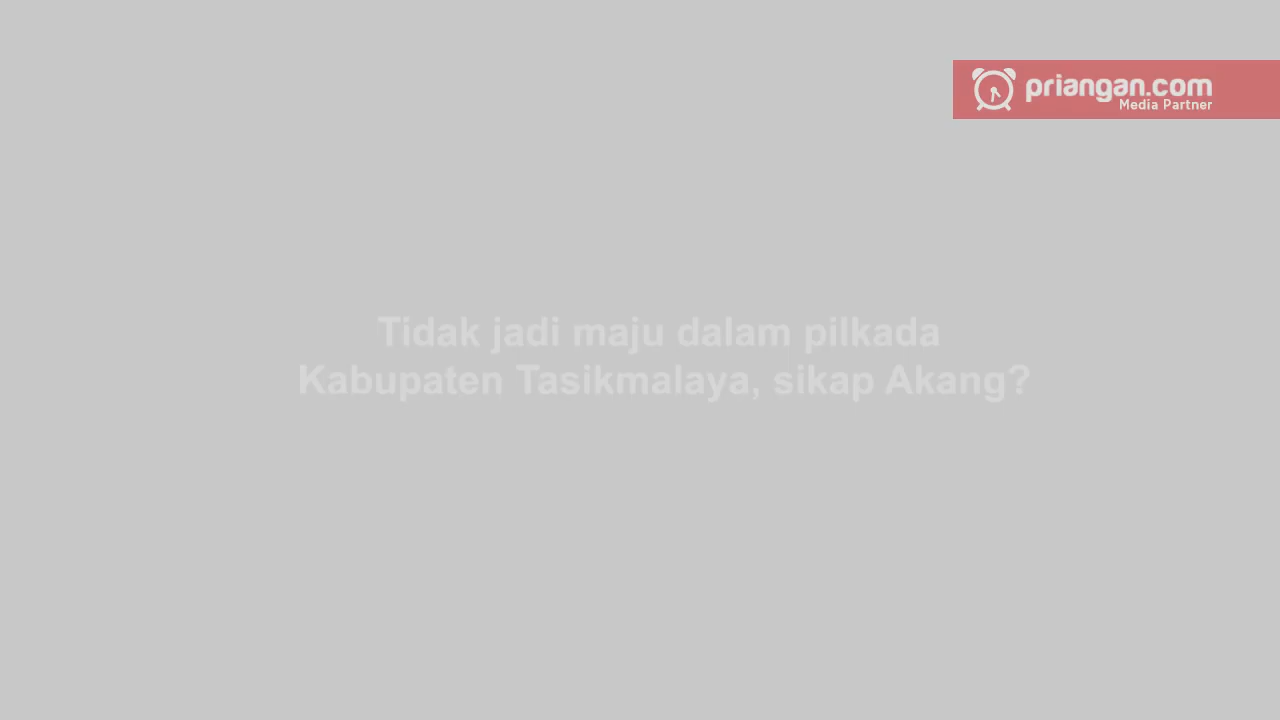 priangan.com
Media Partner
Tidak jadi maju dalam pilkada
Kabupaten Tasikmalaya, sikap Akang?